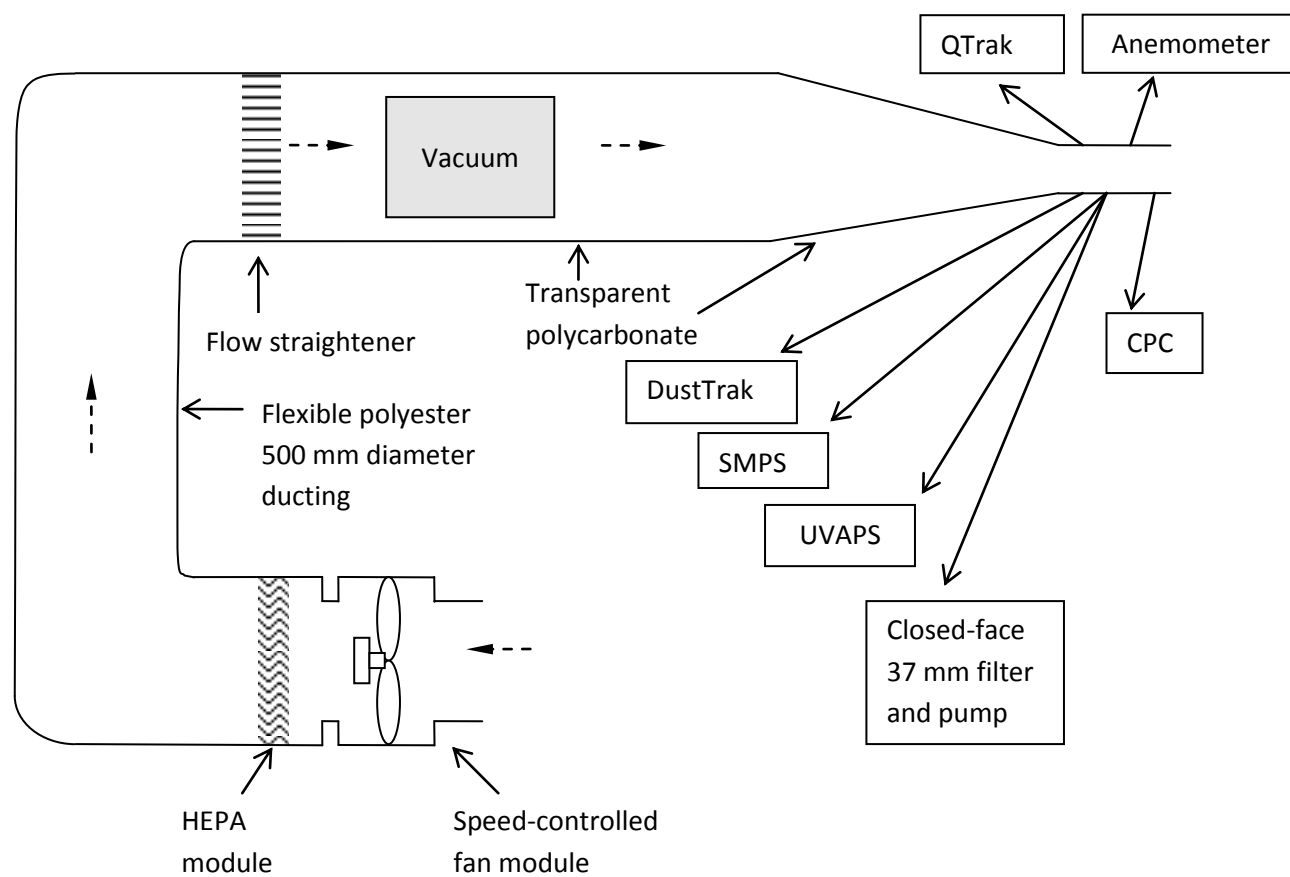 QTrak
Anemometer
Vacuum
Transparent
polycarbonate
Flow straightener
CPC
DustTrak
Flexible polyester
500 mm diameter
ducting
SMPS
UVAPS
Closed-face
37 mm filter
and pump
HEPA
module
Speed-controlled
fan module